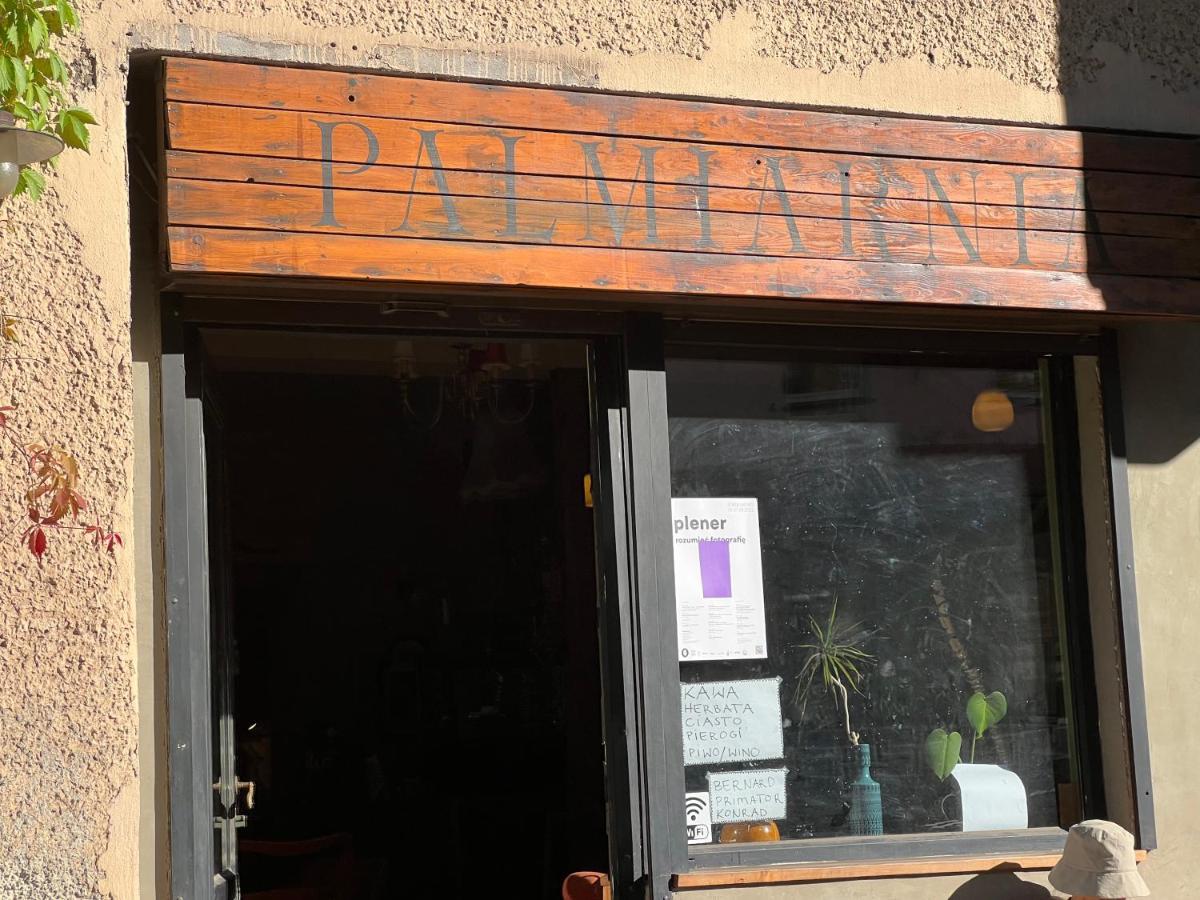 PALMIARNIA
plener
rozumieć fotografię
KAWA
HERBATA
CIASTO
PIEROGI
PIWO/WINO
BERNARD
PRIMATOR
KONRAD
WiFi